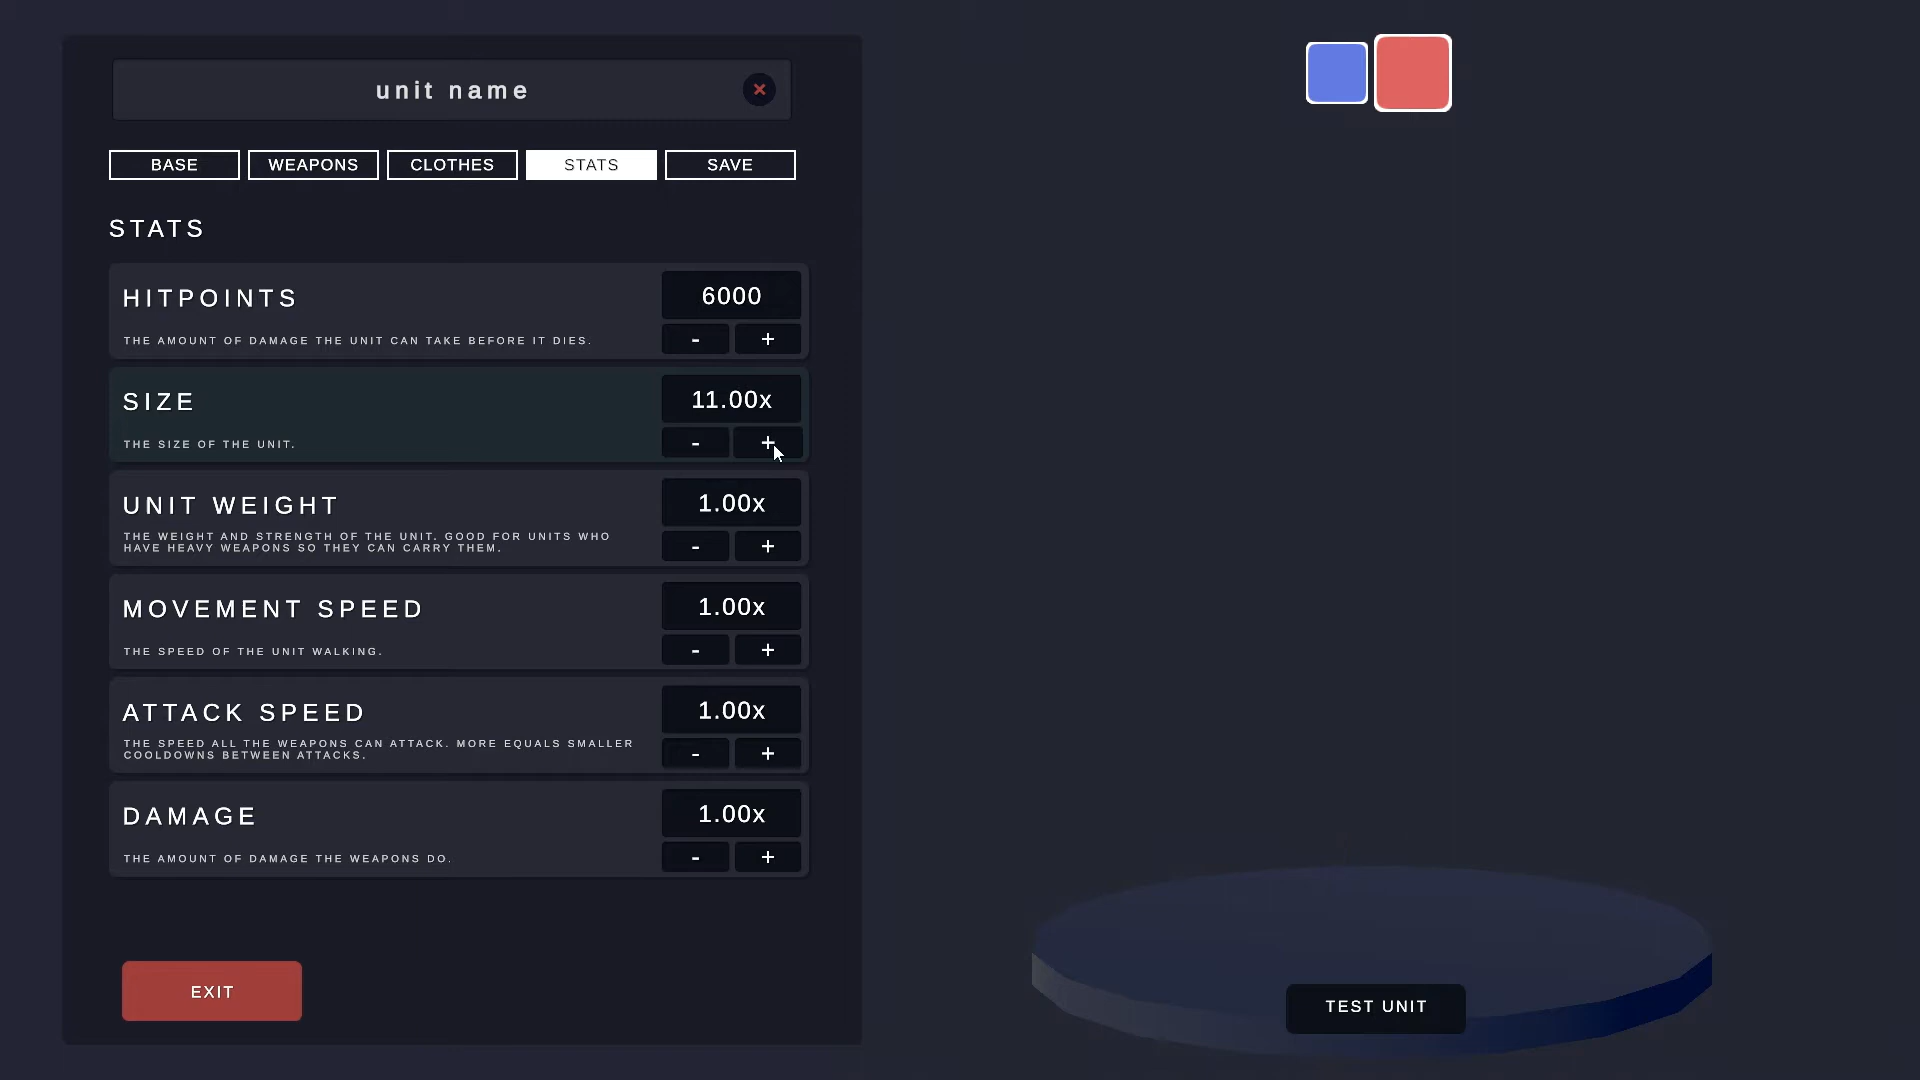 unit name
BASE WEAPONS CLOTHES STATS SAVE
STATS
HITPOINTS
6000
THE AMOUNT OF DAMAGE THE UNIT CAN TAKE BEFORE IT DIES.
- +
SIZE
11.00x
THE SIZE OF THE UNIT.
- +
UNIT WEIGHT
1.00x
THE WEIGHT AND STRENGTH OF THE UNIT. GOOD FOR UNITS WHO
HAVE HEAVY WEAPONS SO THEY CAN CARRY THEM.
- +
MOVEMENT SPEED
1.00x
THE SPEED OF THE UNIT WALKING.
- +
ATTACK SPEED
1.00x
THE SPEED ALL THE WEAPONS CAN ATTACK. MORE EQUALS SMALLER
COOLDOWNS BETWEEN ATTACKS.
- +
DAMAGE
1.00x
THE AMOUNT OF DAMAGE THE WEAPONS DO.
- +
EXIT
TEST UNIT